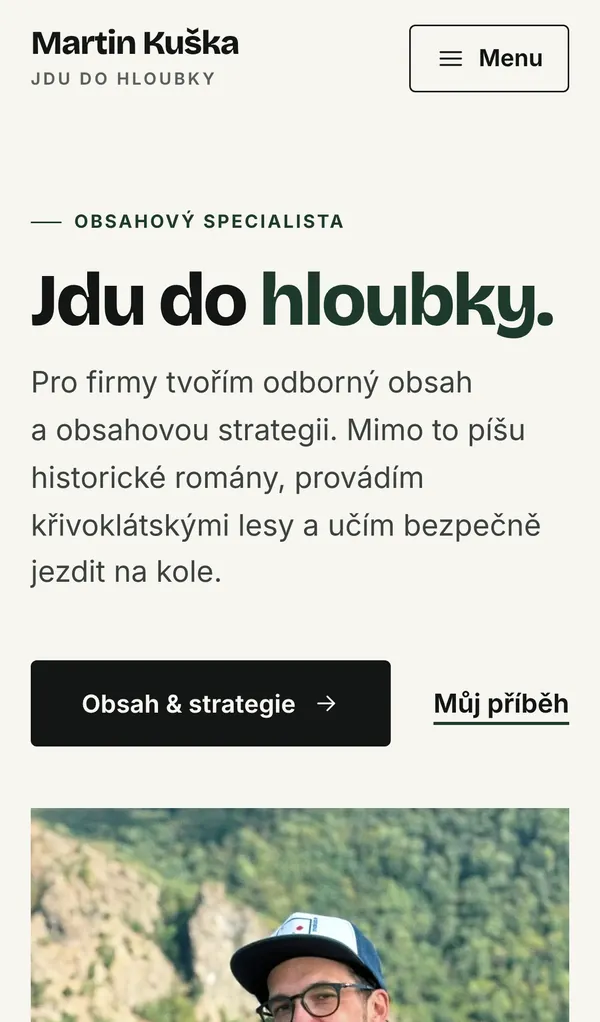 Martin Kuška
JDU DO HLOUBKY
Menu
OBSAHOVÝ SPECIALISTA
Jdu do hloubky.
Pro firmy tvořím odborný obsah
a obsahovou strategii. Mimo to píšu
historické romány, provádím
křivoklátskými lesy a učím bezpečně
jezdit na kole.
Obsah & strategie →
Můj příběh